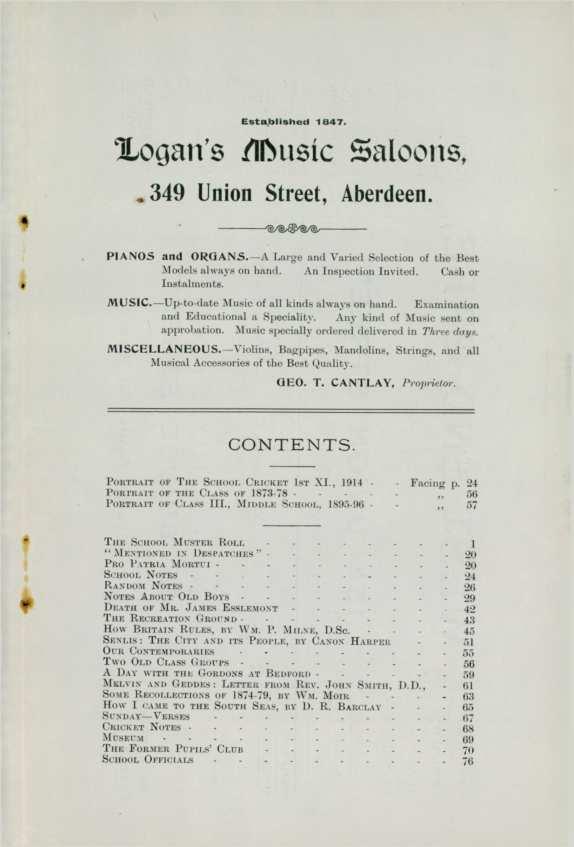 Established 1847.
Logan's Music Saloons,
349 Union Street, Aberdeen.
PIANOS and ORGANS.—A Large and Varied Selection of the Best
Models always on hand. An Inspection Invited. Cash or
Instalments.
MUSIC.—Up-to-date Music of all kinds always on hand. Examination
and Educational a Speciality. Any kind of Music sent on
approbation. Music specially ordered delivered in Three days.
MISCELLANEOUS.—Violins, Bagpipes, Mandolins, Strings, and all
Musical Accessories of the Best Quality.
GEO. T. CANTLAY, Proprietor.
CONTENTS.
Portrait of The School Cricket 1st XI., 1914 - - Facing p. 24
Portrait of the Class of 1873-78 - - - - - ,, 56
Portrait of Class III., Middle School, 1895-96 - - ,, 57
The School Muster Roll - - - - - - - - 1
"Mentioned in Despatches" - - - - - - - - 20
Pro Patria Mortui - - - - - - - - - 20
School Notes - - - - - - - - - - 24
Random Notes - - - - - - - - - - 26
Notes About Old Boys - - - - - - - - 29
Death of Mr. James Esslemont - - - - - - - 42
The Recreation Ground - - - - - - - - 43
How Britain Rules, by Wm. P. Milne, D.Sc. - - - - - 45
Senlis: The City and its People, by Canon Harper - - 51
Our Contemporaries - - - - - - - - - 55
Two Old Class Groups - - - - - - - - - 56
A Day with the Gordons at Bedford - - - - - - 59
Melvin and Geddes: Letter from Rev. John Smith, D.D., - 61
Some Recollections of 1874-79, by Wm. Moir - - - - 63
How I came to the South Seas, by D. R. Barclay - - - 65
Sunday—Verses - - - - - - - - - - 67
Cricket Notes - - - - - - - - - - 68
Museum - - - - - - - - - - - 69
The Former Pupils' Club - - - - - - - - 70
School Officials - - - - - - - - - - 76